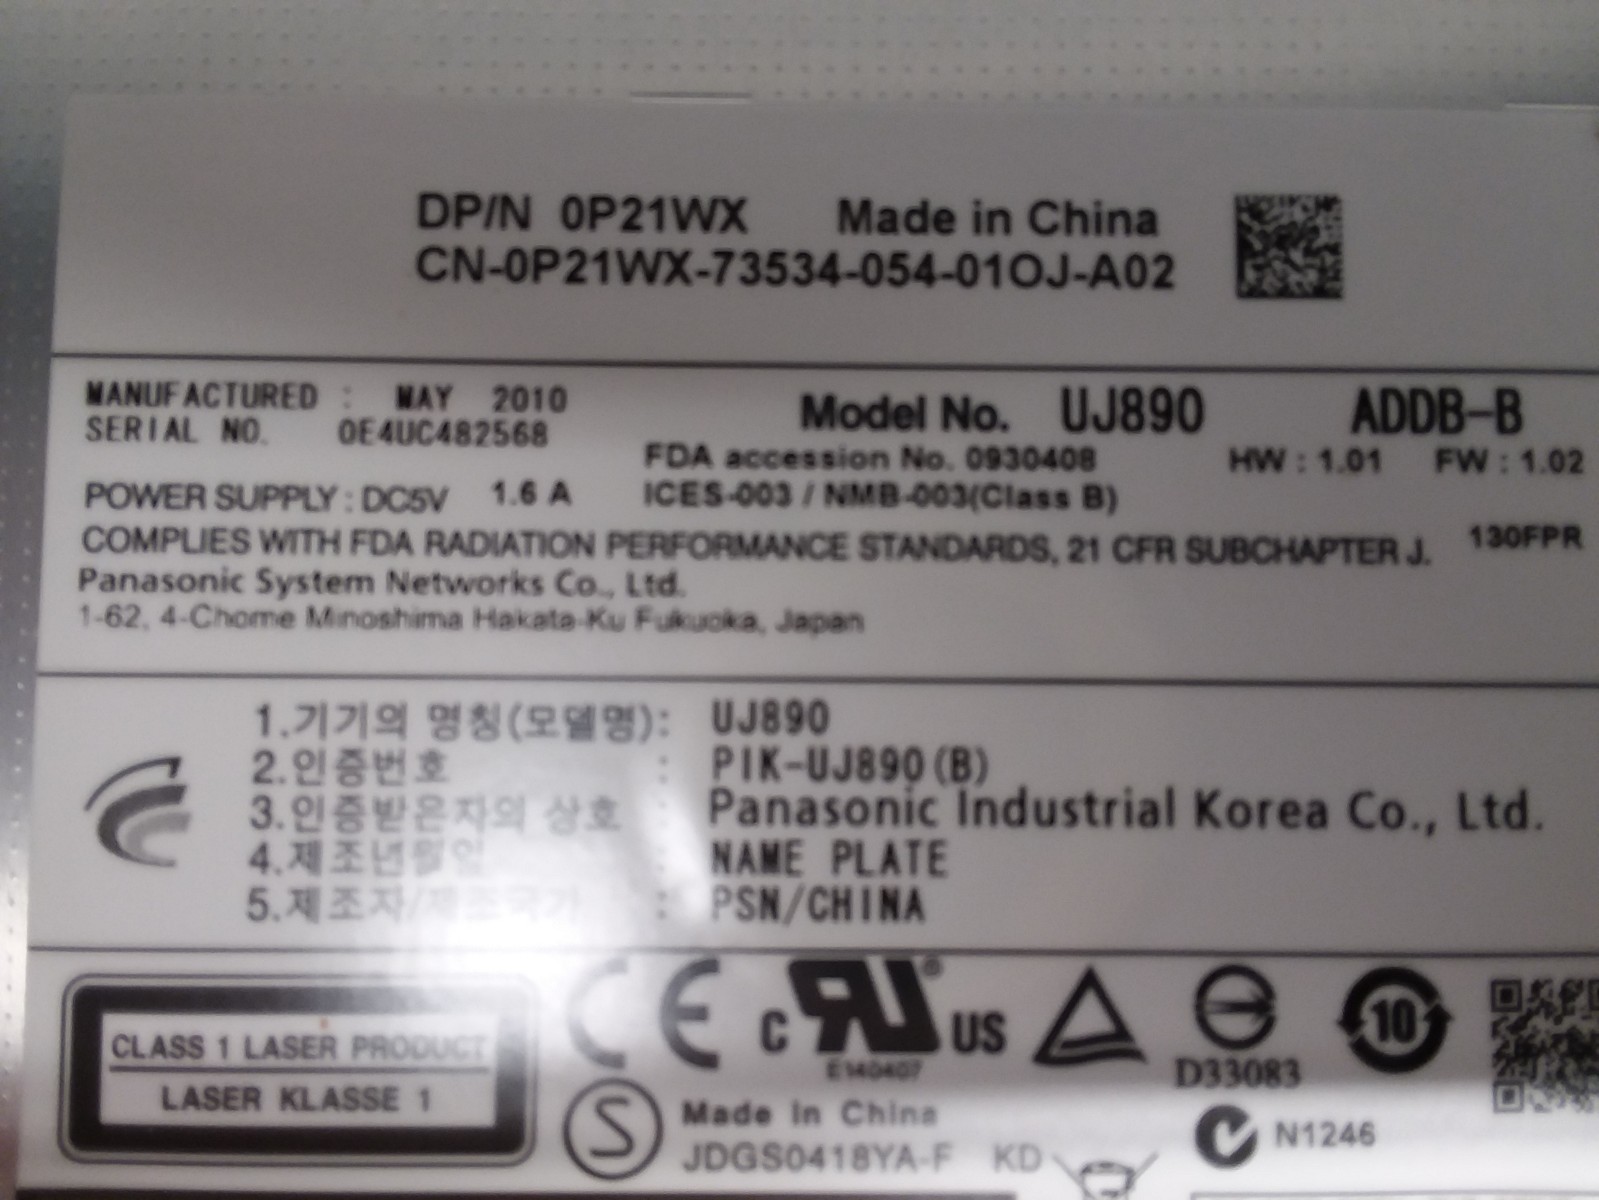 DP/N 0P21WX Made in China
CN-0P21WX-73534-054-01OJ-A02
MANUFACTURED : MAY 2010
SERIAL NO. 0E4UC482568
Model No. UJ890 ADDB-B
FDA accession No. 0930408 HW : 1.01 FW : 1.02
POWER SUPPLY : DC5V 1.6 A ICES-003 / NMB-003(Class B)
COMPLIES WITH FDA RADIATION PERFORMANCE STANDARDS, 21 CFR SUBCHAPTER J. 130FPR
Panasonic System Networks Co., Ltd.
1-62, 4-Chome Minoshima Hakata-Ku Fukuoka, Japan
1.기기의 명칭(모델명): UJ890
2.인증번호 : PIK-UJ890(B)
3.인증받은자의 상호 : Panasonic Industrial Korea Co., Ltd.
4.제조년월일 : NAME PLATE
5.제조자/제조국가 : PSN/CHINA
CLASS 1 LASER PRODUCT
LASER KLASSE 1
CE
c RU ® US
E140407
D33083
10
S
Made in China
JDGS0418YA-F KD
N1246